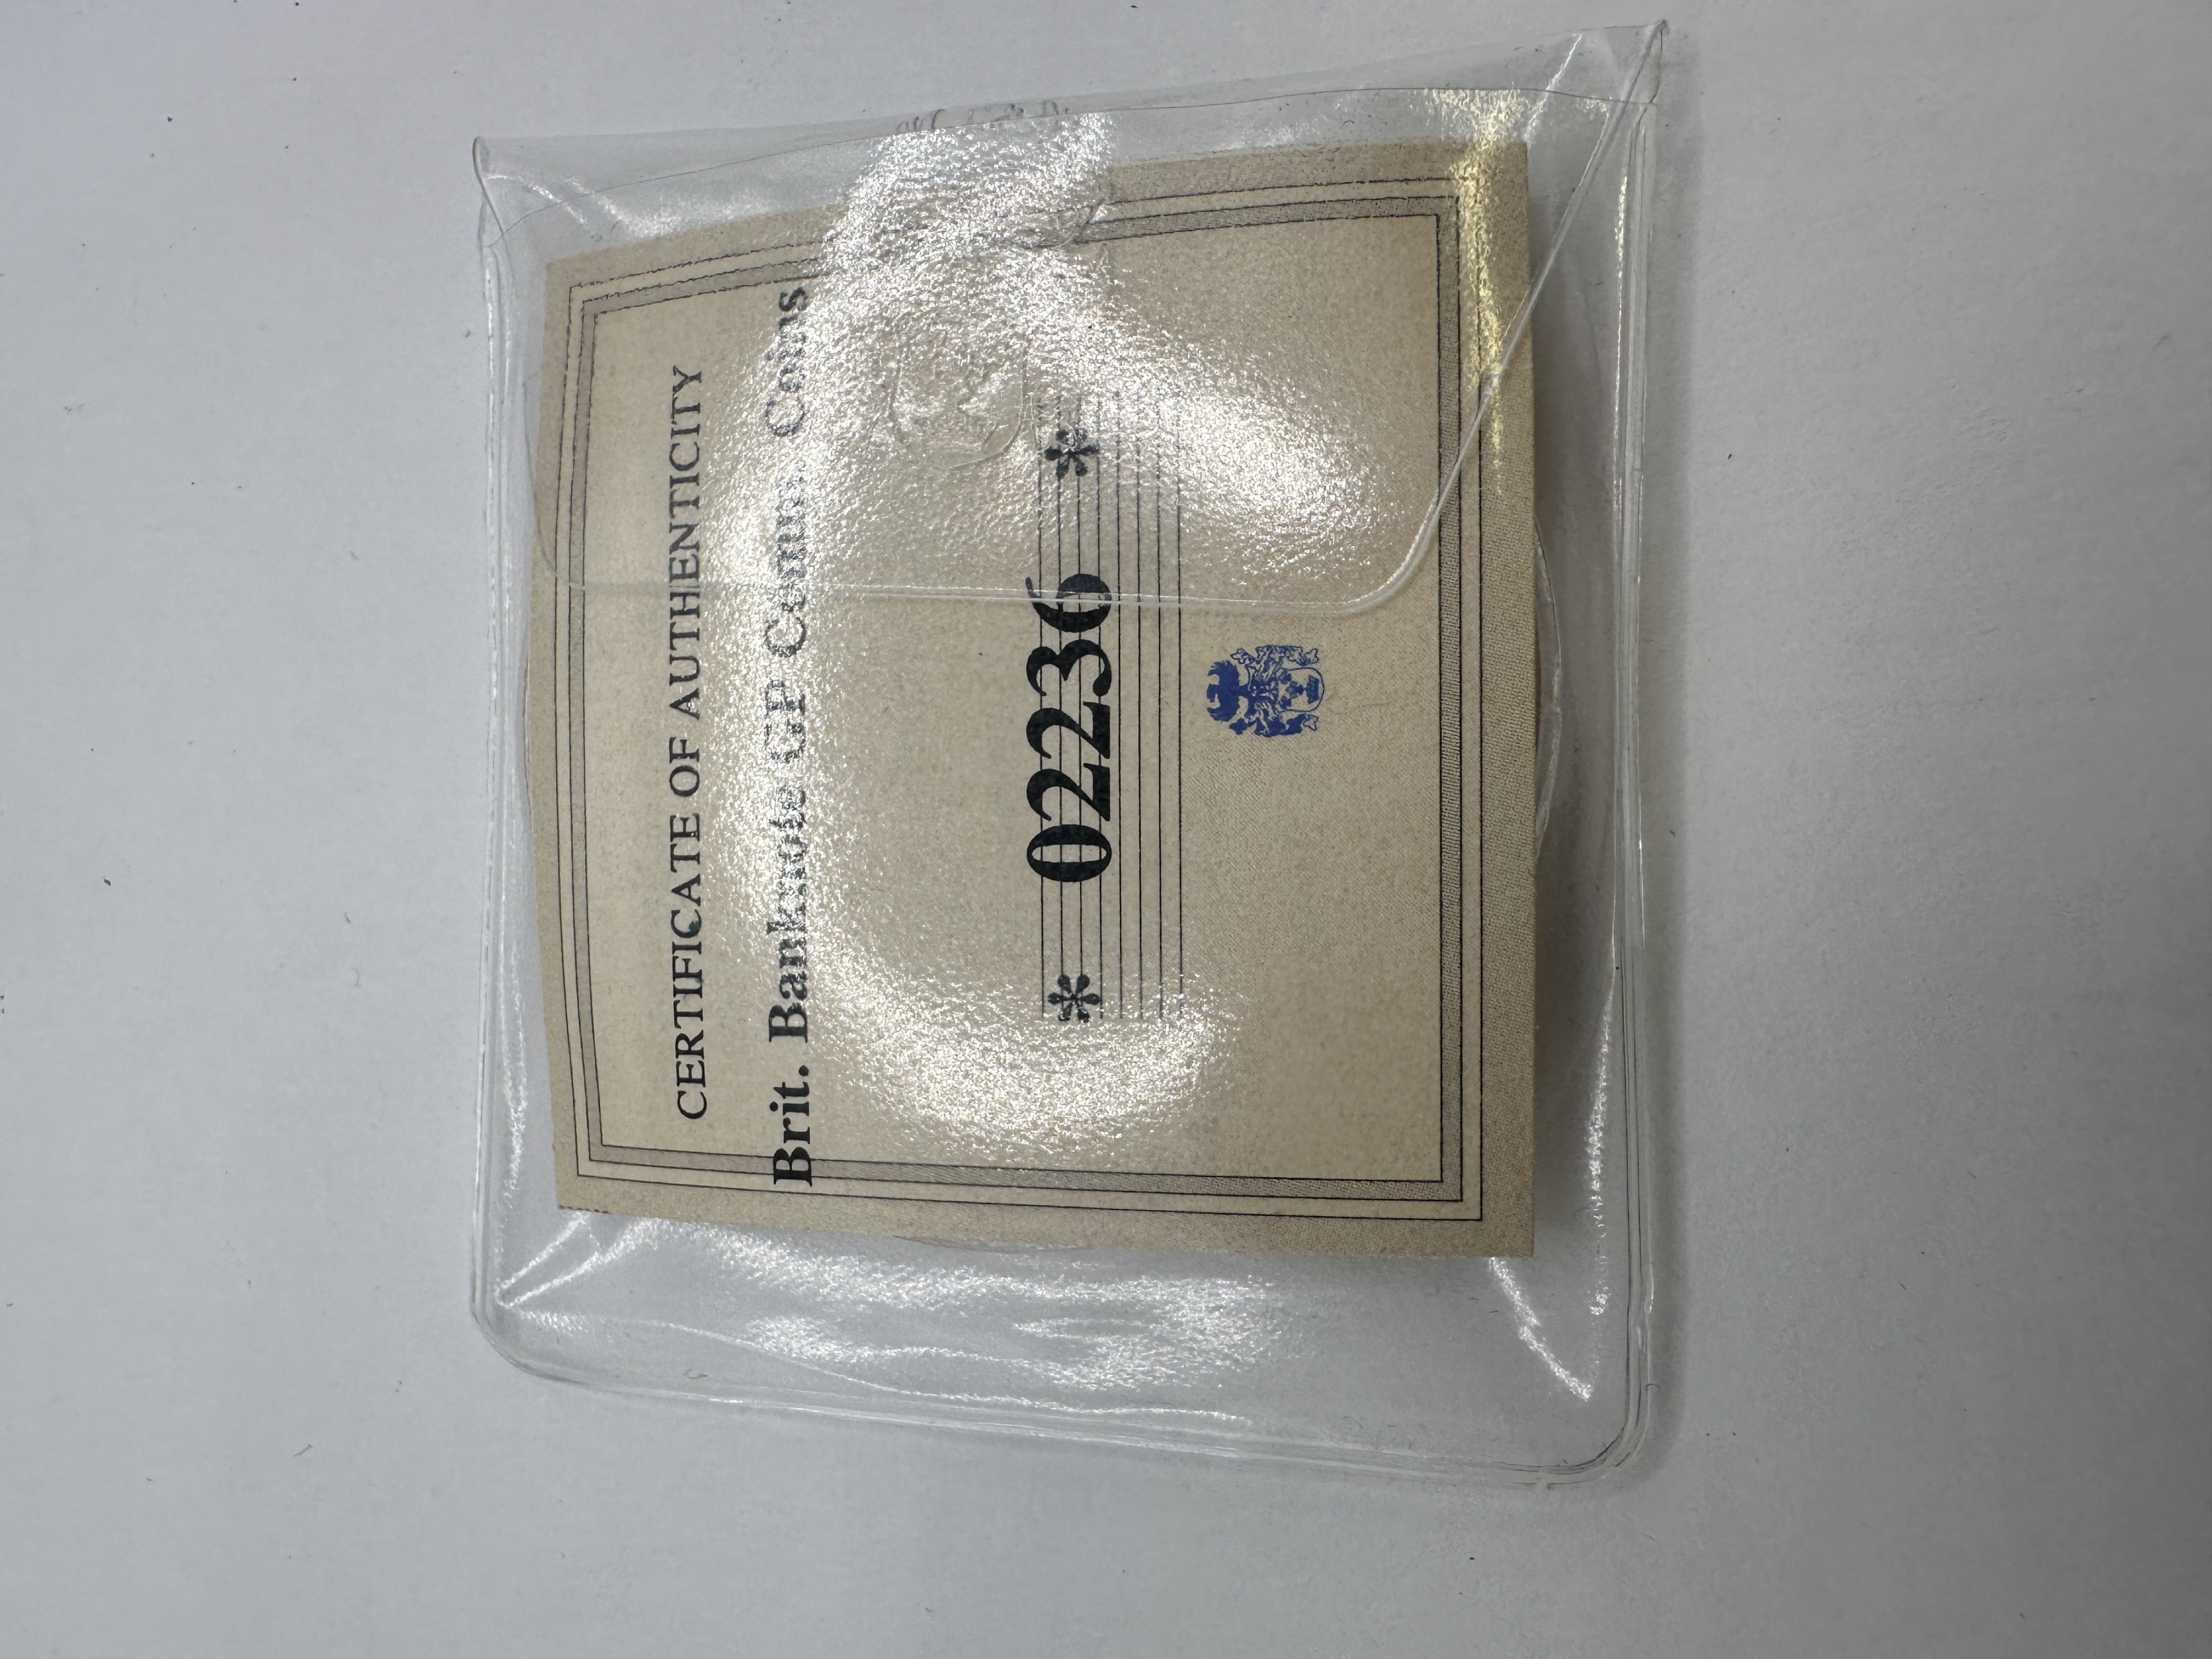 CERTIFICATE OF AUTHENTICITY
Brit. Banknote GP Comm. Coins
* 02236 *